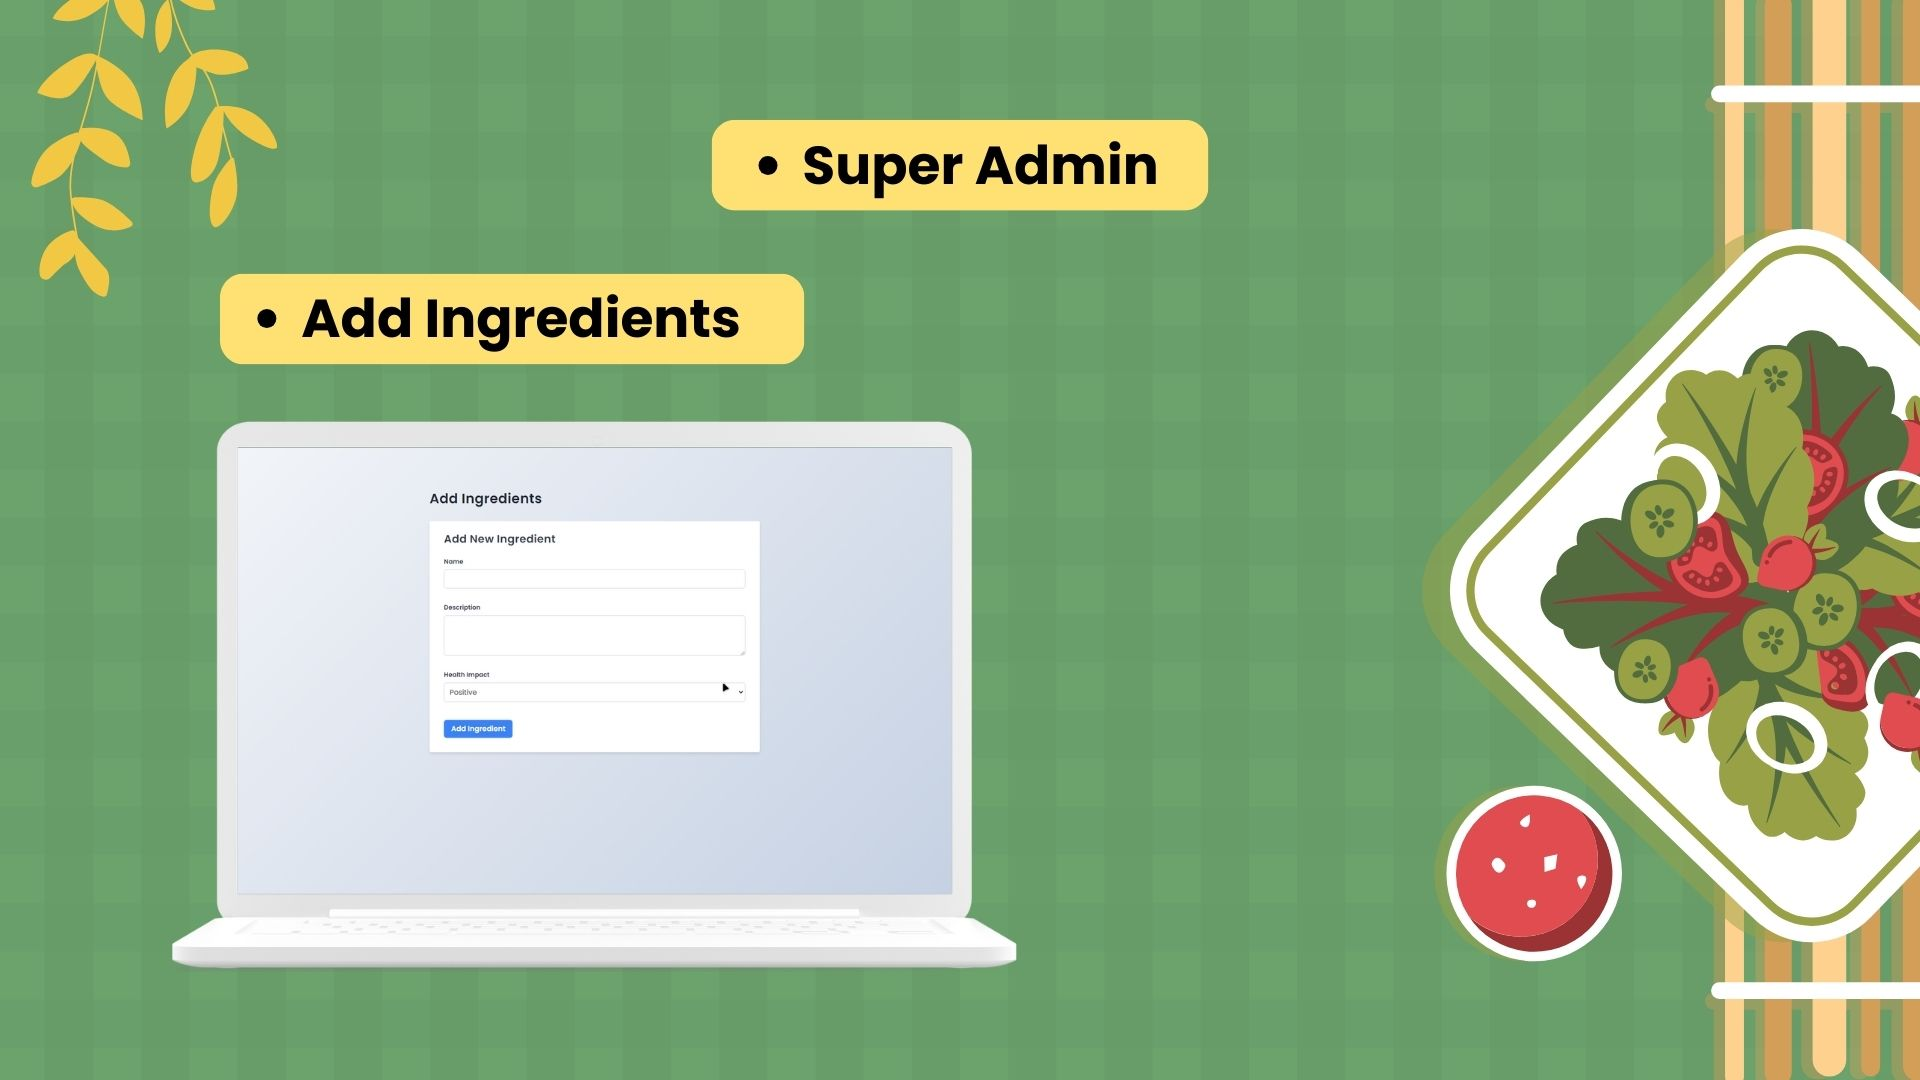 • Super Admin
• Add Ingredients
Add Ingredients
Add New Ingredient
Name
Description
Health Impact
Positive
Add Ingredient